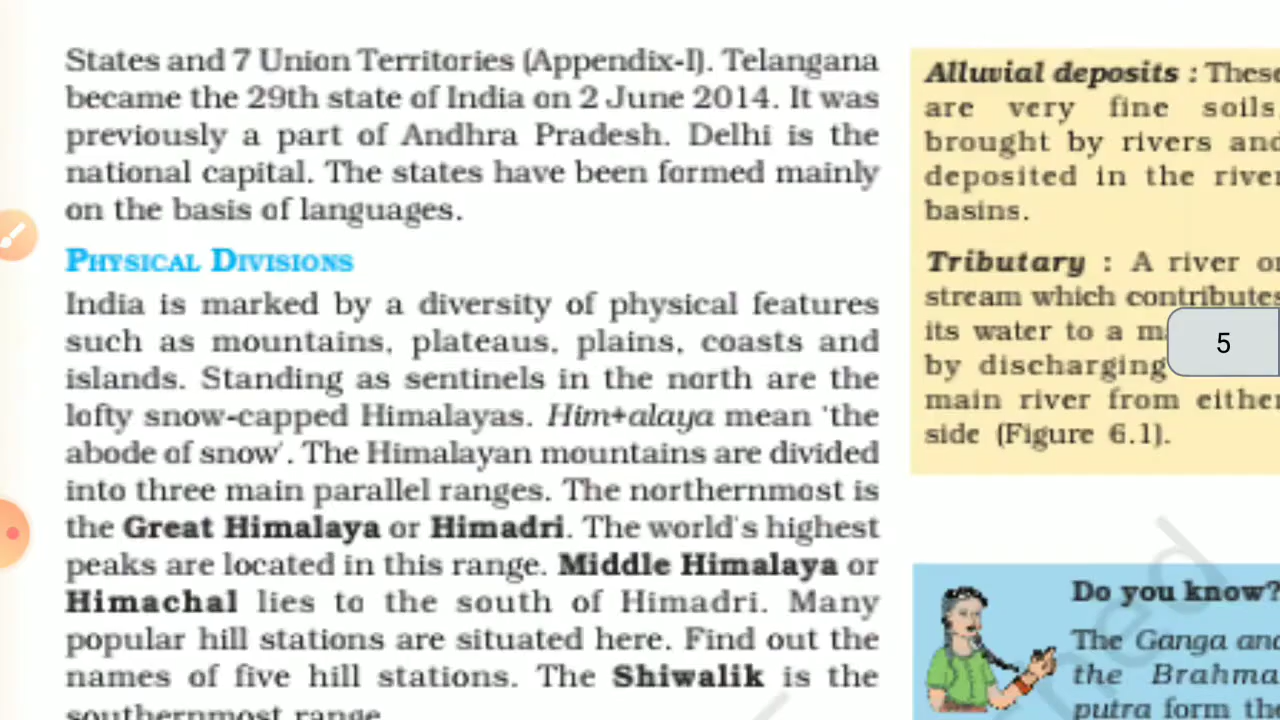 States and 7 Union Territories (Appendix-I). Telangana
became the 29th state of India on 2 June 2014. It was
previously a part of Andhra Pradesh. Delhi is the
national capital. The states have been formed mainly
on the basis of languages.
PHYSICAL DIVISIONS
India is marked by a diversity of physical features
such as mountains, plateaus, plains, coasts and
islands. Standing as sentinels in the north are the
lofty snow-capped Himalayas. Him+alaya mean 'the
abode of snow'. The Himalayan mountains are divided
into three main parallel ranges. The northernmost is
the Great Himalaya or Himadri. The world's highest
peaks are located in this range. Middle Himalaya or
Himachal lies to the south of Himadri. Many
popular hill stations are situated here. Find out the
names of five hill stations. The Shiwalik is the
southernmost range
Alluvial deposits : These
are very fine soils,
brought by rivers and
deposited in the river
basins.
Tributary : A river or
stream which contributes
its water to a
by discharging
main river from either
side (Figure 6.1).
5
Do you know?
The Ganga and
the Brahma
putra form the